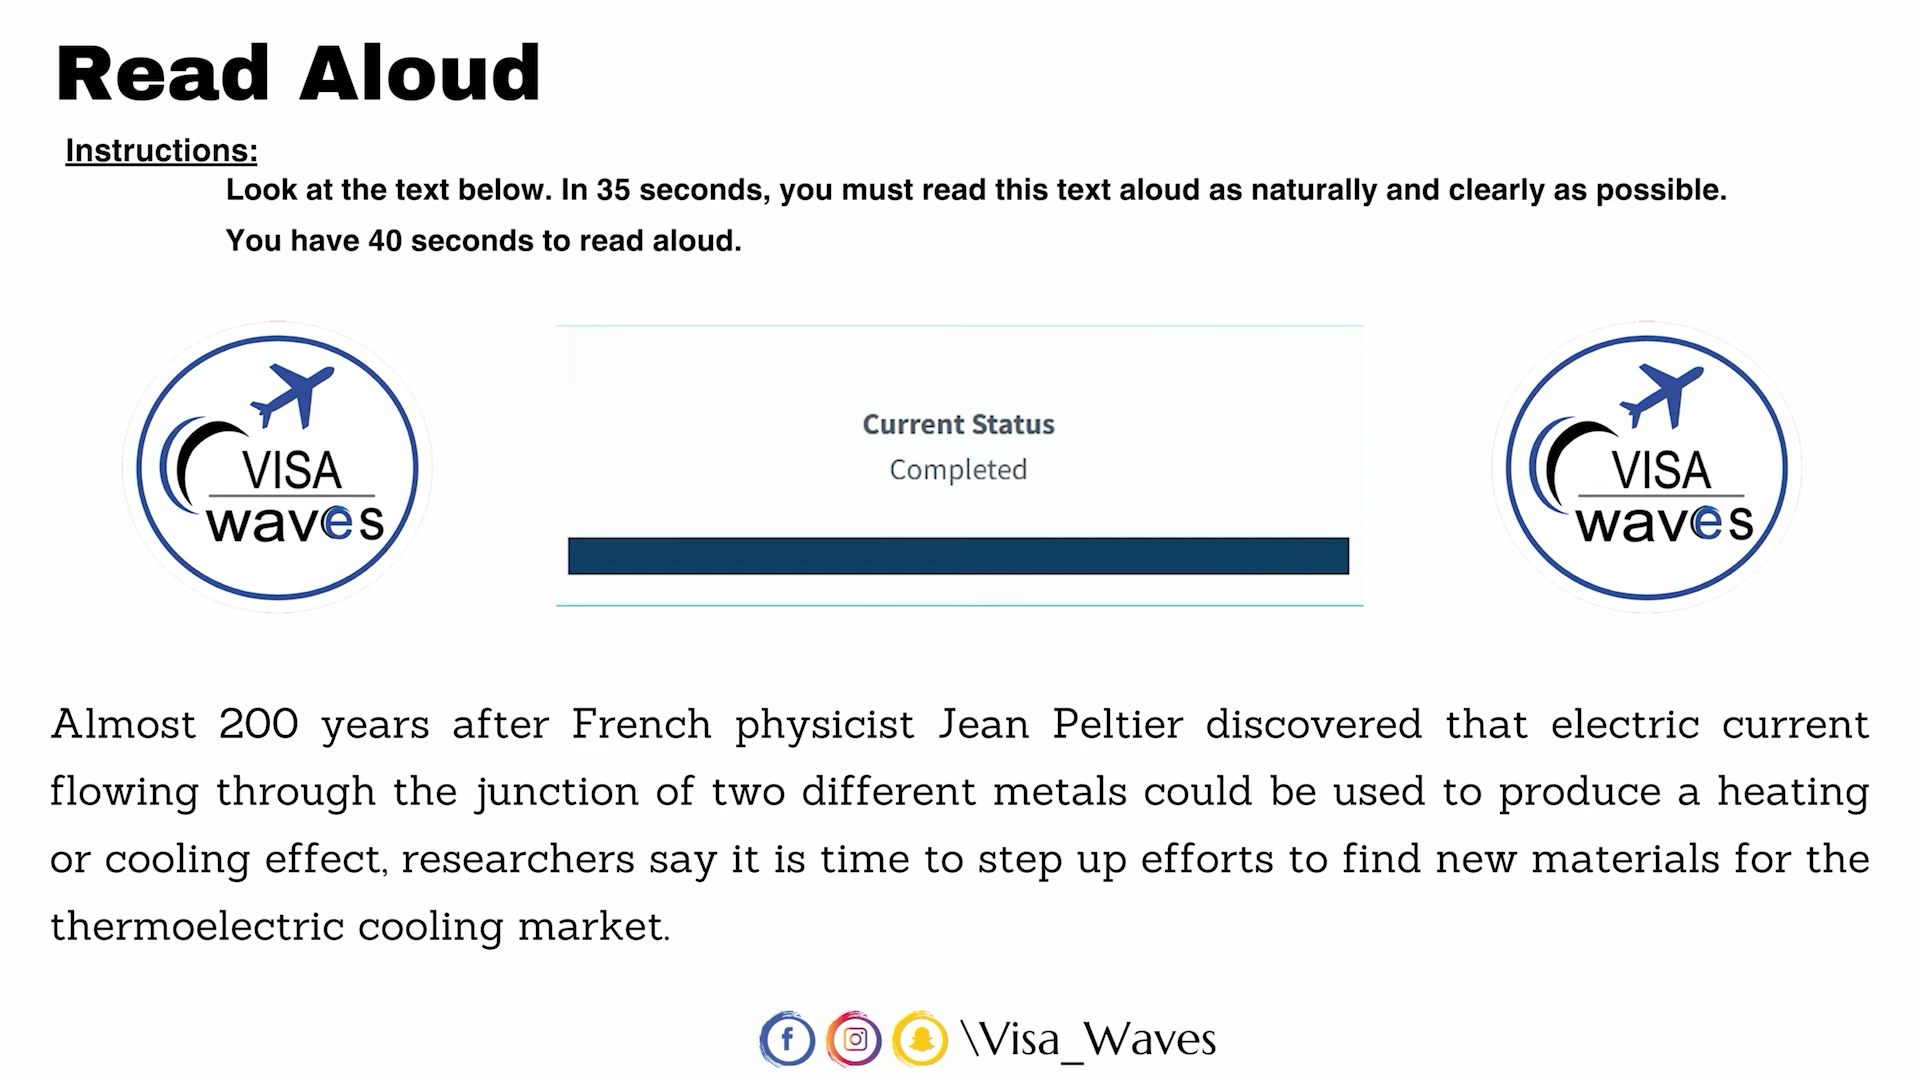 Read Aloud
Instructions:
Look at the text below. In 35 seconds, you must read this text aloud as naturally and clearly as possible.
You have 40 seconds to read aloud.
VISA
waves
Current Status
Completed
VISA
waves
Almost 200 years after French physicist Jean Peltier discovered that electric current
flowing through the junction of two different metals could be used to produce a heating
or cooling effect, researchers say it is time to step up efforts to find new materials for the
thermoelectric cooling market.
\Visa_Waves